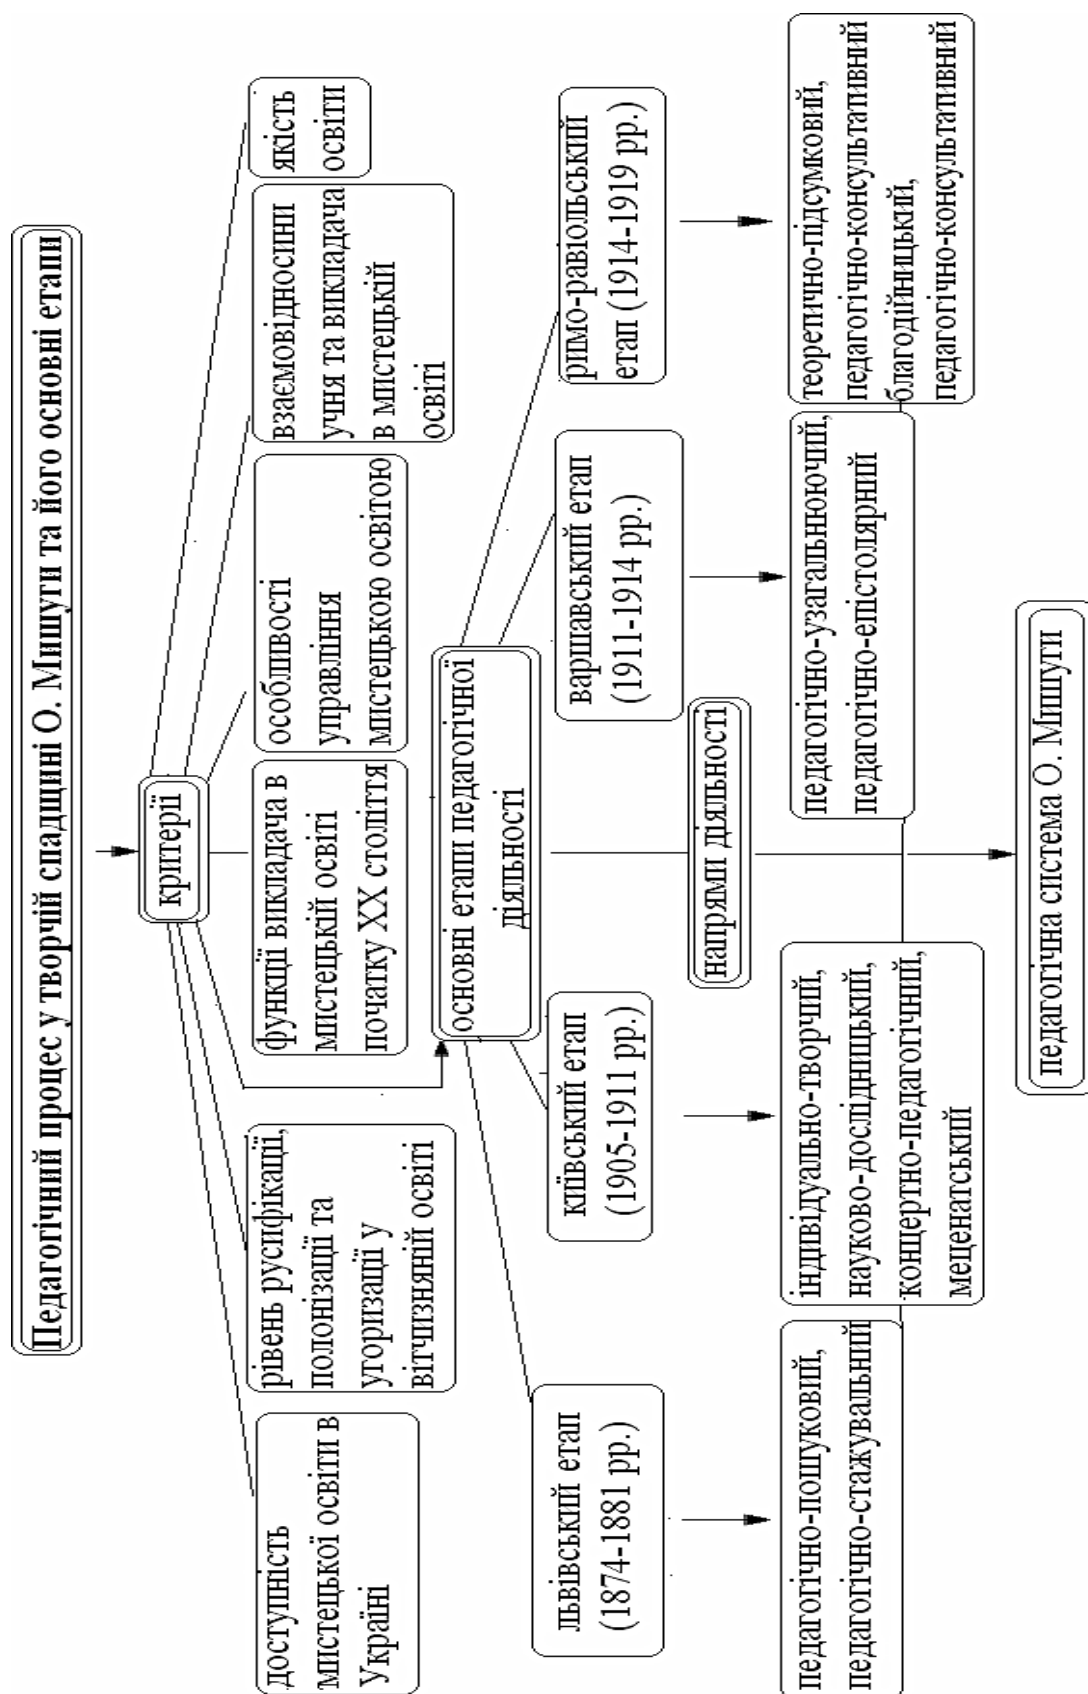 Педагогічний процес у творчій спадщині О. Мишуги та його основні етапи
критерії
доступність
мистецької освіти в
Україні
рівень русифікації,
полонізації та
угоризації у
вітчизняній освіті
функції викладача в
мистецькій освіті
початку ХХ століття
особливості
управління
мистецькою освітою
взаємовідносини
учня та викладача
в мистецькій
освіті
якість
освіти
основні етапи педагогічної
діяльності
львівський етап
(1874-1881 рр.)
київський етап
(1905-1911 рр.)
варшавський етап
(1911-1914 рр.)
римо-равіольський
етап (1914-1919 рр.)
напрями діяльності
педагогічно-пошуковий,
педагогічно-стажувальний
індивідуально-творчий,
науково-дослідницький,
концертно-педагогічний,
меценатський
педагогічно-узагальнюючий,
педагогічно-епістолярний
теоретично-підсумковий,
педагогічно-консультативний
благодійницький,
педагогічно-консультативний
педагогічна система О. Мишуги